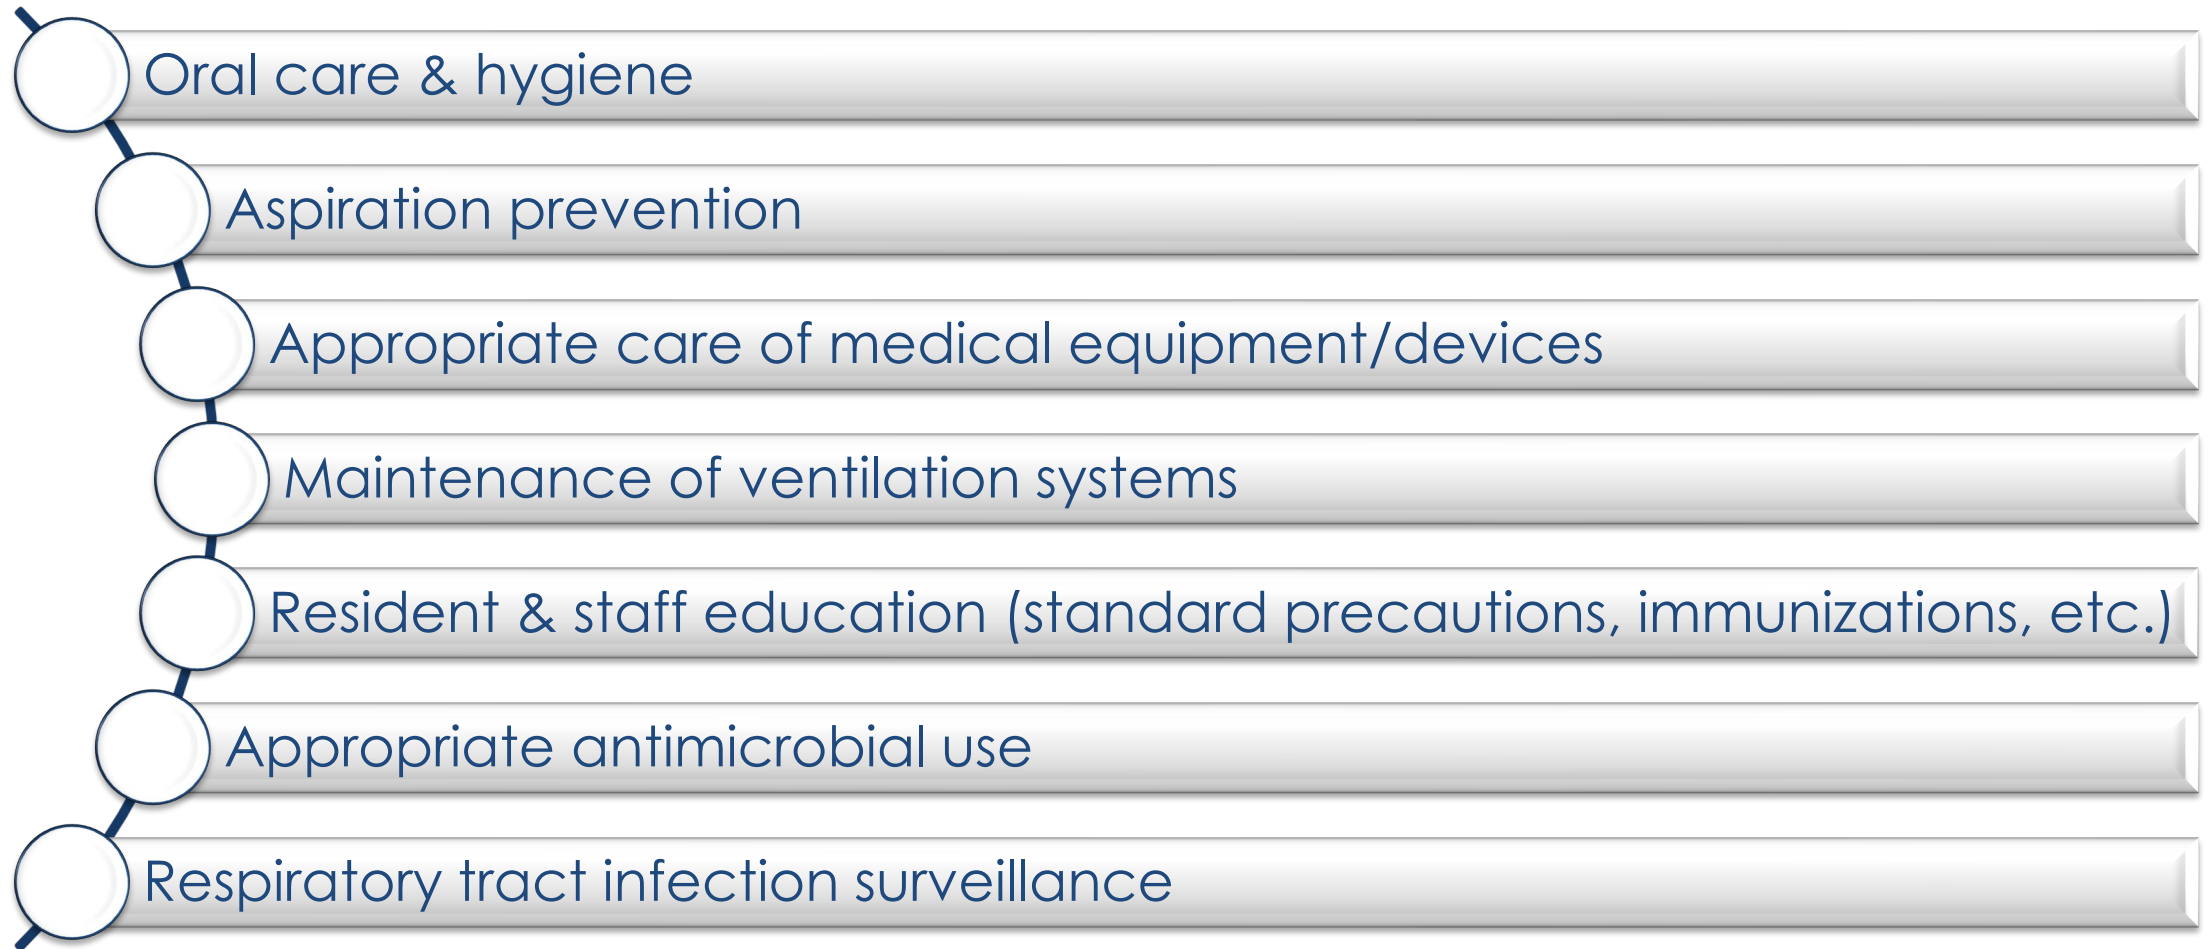 Oral care & hygiene
Aspiration prevention
Appropriate care of medical equipment/devices
Maintenance of ventilation systems
Resident & staff education (standard precautions, immunizations, etc.)
Appropriate antimicrobial use
Respiratory tract infection surveillance